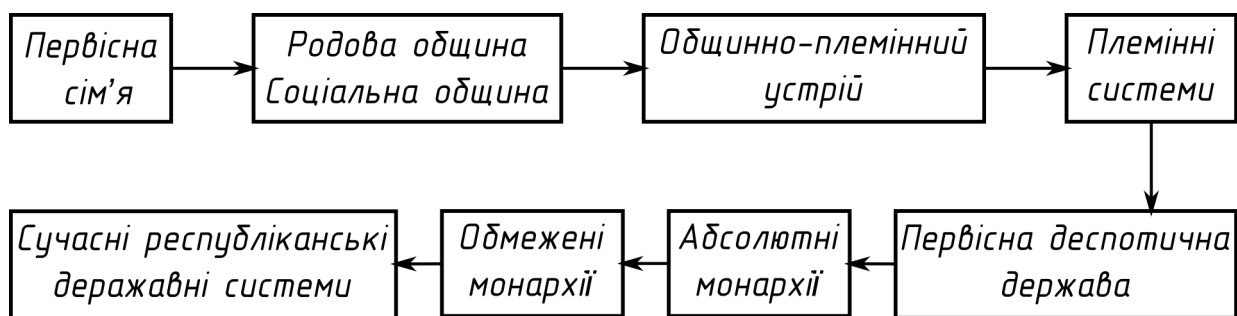 Первісна
сім'я
Родова община
Соціальна община
Общинно-племінний
устрій
Племінні
системи
Первісна деспотична
держава
Абсолютні
монархії
Обмежені
монархії
Сучасні республіканські
деражавні системи